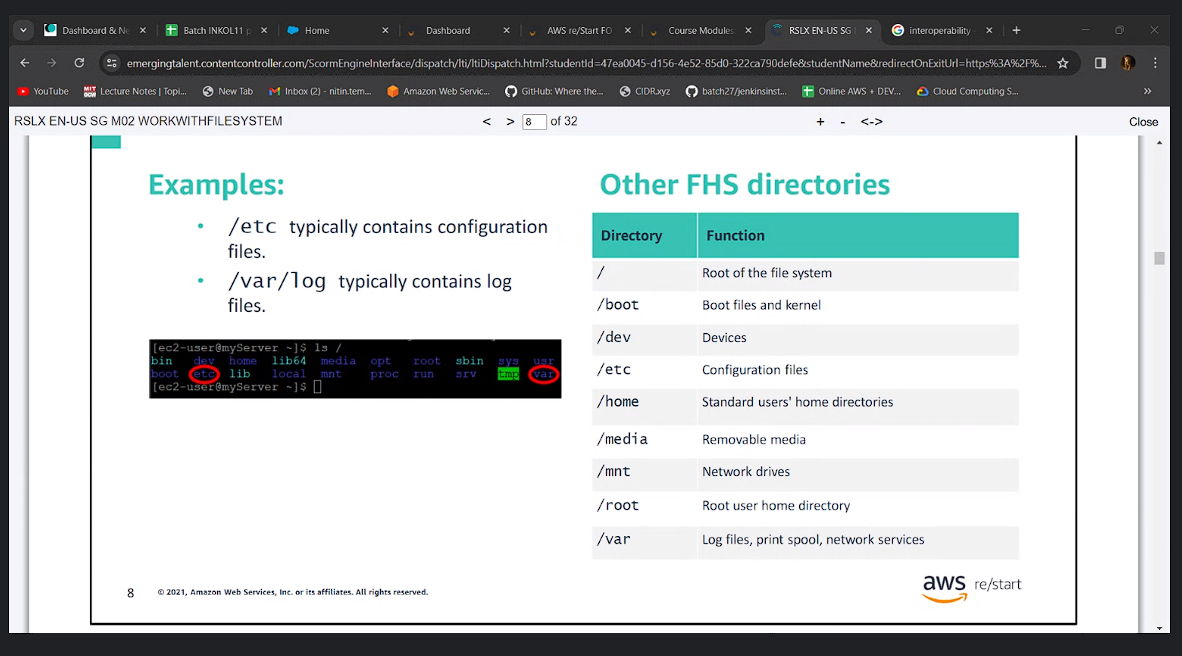 Dashboard & Ne
Batch INKOL11 p
Home
Dashboard
AWS re/Start FO
Course Modules:
RSLX EN-US SG
interoperability
emergingtalent.contentcontroller.com/ScormEngineInterface/dispatch/lti/ltiDispatch.html?studentId=47ea0045-d156-4e52-85d0-322ca790defe&studentName&redirectOnExitUrl=https%3A%2F%...
YouTube
MIT OCW Lecture Notes | Topi...
New Tab
Inbox (2) - nitin.tem...
Amazon Web Servic...
GitHub: Where the...
CIDR.xyz
batch27/jenkinsinst...
Online AWS + DEV...
Cloud Computing S...
»
RSLX EN-US SG M02 WORKWITHFILESYSTEM
< > 8 of 32
+ - <->
Close
Examples:
• /etc typically contains configuration
files.
• /var/log typically contains log
files.
[ec2-user@myServer ~]$ ls /
bin dev home lib64 media opt root sbin sys usr
boot etc lib local mnt proc run srv tmp var
[ec2-user@myServer ~]$
Other FHS directories
Directory Function
/ Root of the file system
/boot Boot files and kernel
/dev Devices
/etc Configuration files
/home Standard users' home directories
/media Removable media
/mnt Network drives
/root Root user home directory
/var Log files, print spool, network services
8 © 2021, Amazon Web Services, Inc. or its affiliates. All rights reserved.
aws re/start